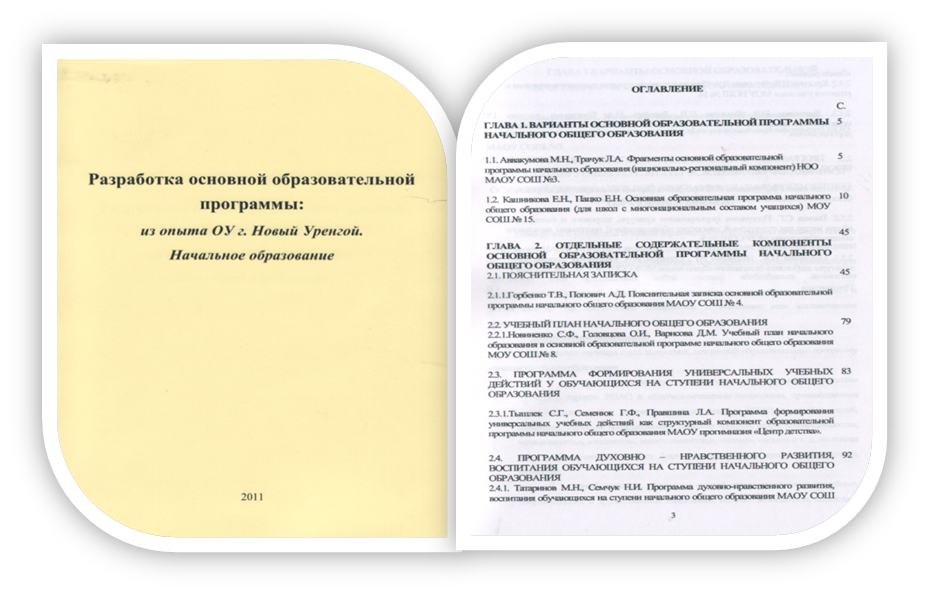 Разработка основной образовательной
программы:
из опыта ОУ г. Новый Уренгой.
Начальное образование
2011
ОГЛАВЛЕНИЕ
С.
ГЛАВА 1. ВАРИАНТЫ ОСНОВНОЙ ОБРАЗОВАТЕЛЬНОЙ ПРОГРАММЫ 5
НАЧАЛЬНОГО ОБЩЕГО ОБРАЗОВАНИЯ
1.1. Аввакумова М.Н., Трачук Л.А. Фрагменты основной образовательной 5
программы начального образования (национально-региональный компонент) НОО
МАОУ СОШ №3.
1.2. Кашникова Е.Н., Пацко Е.Н. Основная образовательная программа начального 10
общего образования (для школ с многонациональным составом учащихся) МОУ
СОШ № 15.
45
ГЛАВА 2. ОТДЕЛЬНЫЕ СОДЕРЖАТЕЛЬНЫЕ КОМПОНЕНТЫ
ОСНОВНОЙ ОБРАЗОВАТЕЛЬНОЙ ПРОГРАММЫ НАЧАЛЬНОГО
ОБЩЕГО ОБРАЗОВАНИЯ
2.1. ПОЯСНИТЕЛЬНАЯ ЗАПИСКА 45
2.1.1.Горбенко Т.В., Попович А.Д. Пояснительная записка основной образовательной
программы начального общего образования МАОУ СОШ № 4.
2.2. УЧЕБНЫЙ ПЛАН НАЧАЛЬНОГО ОБЩЕГО ОБРАЗОВАНИЯ 79
2.2.1.Новиненко С.Ф., Головцова О.И., Варисова Д.М. Учебный план начального
образования в основной образовательной программе начального общего образования
МОУ СОШ № 8.
2.3. ПРОГРАММА ФОРМИРОВАНИЯ УНИВЕРСАЛЬНЫХ УЧЕБНЫХ 83
ДЕЙСТВИЙ У ОБУЧАЮЩИХСЯ НА СТУПЕНИ НАЧАЛЬНОГО ОБЩЕГО
ОБРАЗОВАНИЯ
2.3.1.Тышлек С.Г., Семенюк Г.Ф., Правшина Л.А. Программа формирования
универсальных учебных действий как структурный компонент образовательной
программы начального общего образования МАОУ прогимназия «Центр детства».
2.4. ПРОГРАММА ДУХОВНО – НРАВСТВЕННОГО РАЗВИТИЯ, 92
ВОСПИТАНИЯ ОБУЧАЮЩИХСЯ НА СТУПЕНИ НАЧАЛЬНОГО ОБЩЕГО
ОБРАЗОВАНИЯ
2.4.1. Татаринов М.Н., Семчук Н.И. Программа духовно-нравственного развития,
воспитания обучающихся на ступени начального общего образования МАОУ СОШ
3